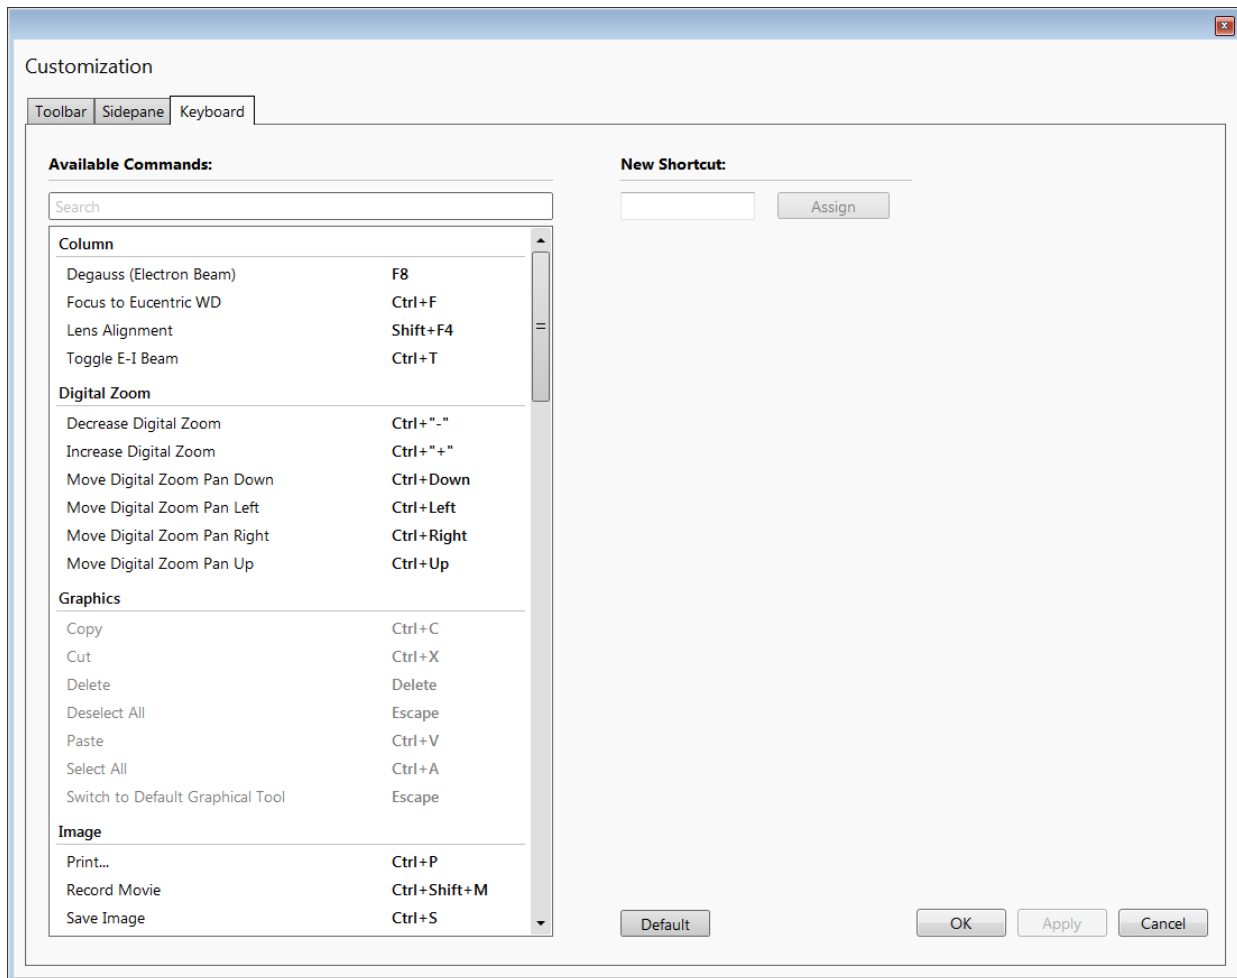 Customization
Toolbar Sidepane Keyboard
Available Commands: New Shortcut:
Search Assign
Column
Degauss (Electron Beam) F8
Focus to Eucentric WD Ctrl+F
Lens Alignment Shift+F4
Toggle E-I Beam Ctrl+T
Digital Zoom
Decrease Digital Zoom Ctrl+"-"
Increase Digital Zoom Ctrl+"+"
Move Digital Zoom Pan Down Ctrl+Down
Move Digital Zoom Pan Left Ctrl+Left
Move Digital Zoom Pan Right Ctrl+Right
Move Digital Zoom Pan Up Ctrl+Up
Graphics
Copy Ctrl+C
Cut Ctrl+X
Delete Delete
Deselect All Escape
Paste Ctrl+V
Select All Ctrl+A
Switch to Default Graphical Tool Escape
Image
Print... Ctrl+P
Record Movie Ctrl+Shift+M
Save Image Ctrl+S
Default OK Apply Cancel